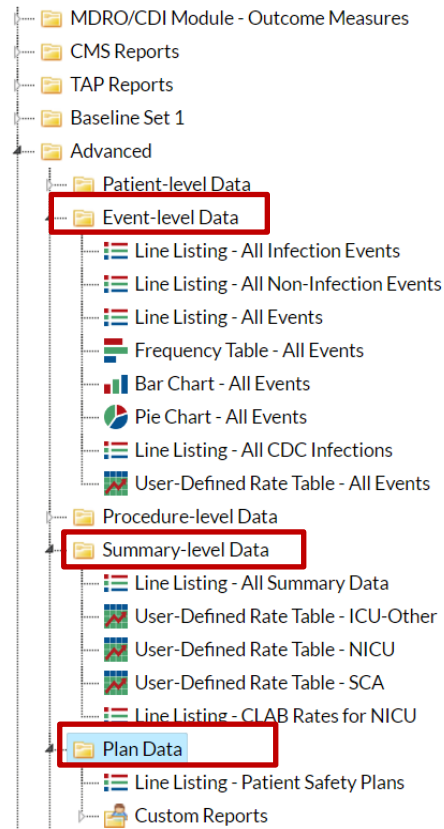 MDRO/CDI Module - Outcome Measures
CMS Reports
TAP Reports
Baseline Set 1
Advanced
Patient-level Data
Event-level Data
Line Listing - All Infection Events
Line Listing - All Non-Infection Events
Line Listing - All Events
Frequency Table - All Events
Bar Chart - All Events
Pie Chart - All Events
Line Listing - All CDC Infections
User-Defined Rate Table - All Events
Procedure-level Data
Summary-level Data
Line Listing - All Summary Data
User-Defined Rate Table - ICU-Other
User-Defined Rate Table - NICU
User-Defined Rate Table - SCA
Line Listing - CLAB Rates for NICU
Plan Data
Line Listing - Patient Safety Plans
Custom Reports